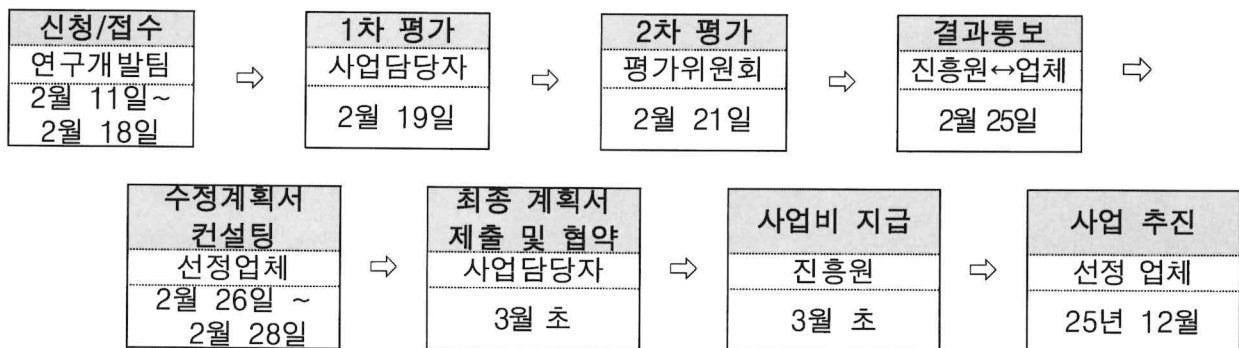 신청/접수
연구개발팀
2월 11일~
2월 18일
⇨
1차 평가
사업담당자
2월 19일
⇨
2차 평가
평가위원회
2월 21일
⇨
결과통보
진흥원↔업체
2월 25일
⇨
수정계획서
컨설팅
선정업체
2월 26일 ~
2월 28일
⇨
최종 계획서
제출 및 협약
사업담당자
3월 초
⇨
사업비 지급
진흥원
3월 초
⇨
사업 추진
선정 업체
25년 12월